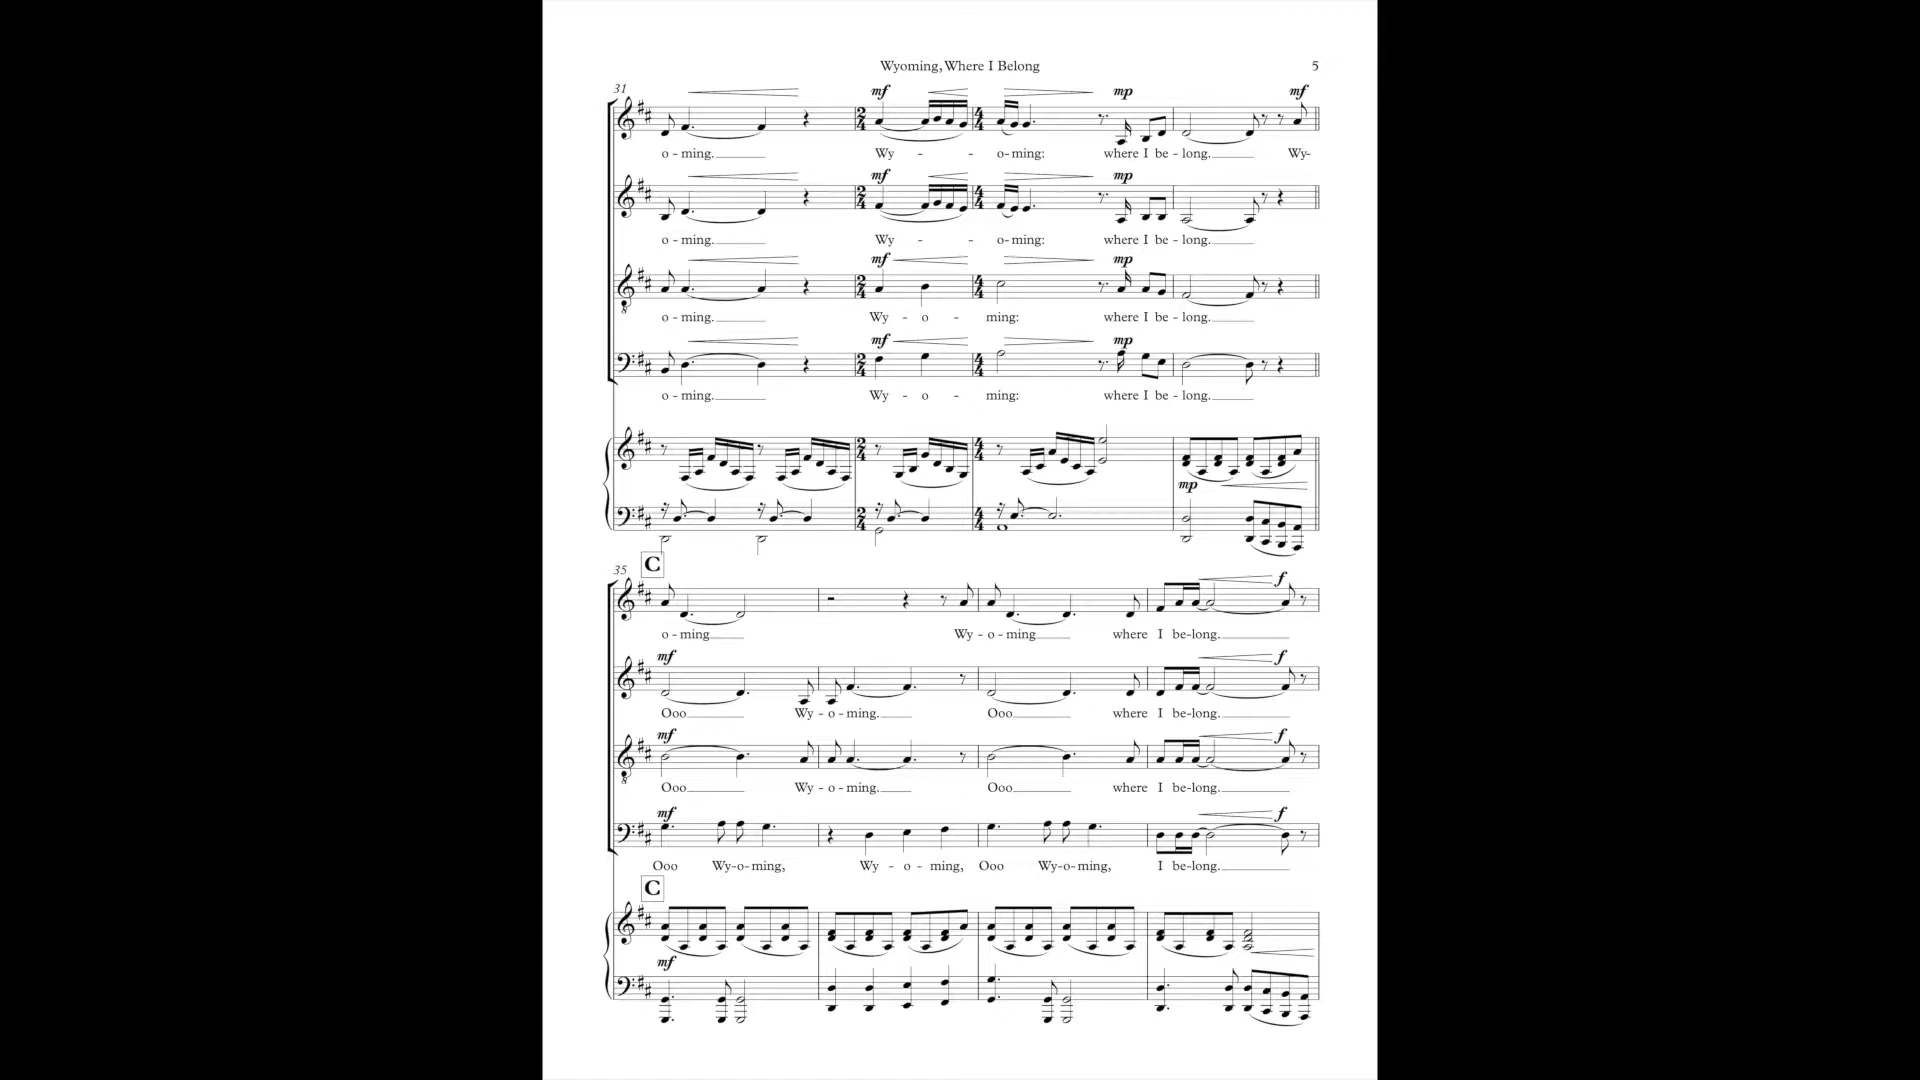 Wyoming, Where I Belong 5
31
mf mp mf
o - ming. Wy - - o-ming: where I be - long. Wy-
mf mp
o - ming. Wy - - o-ming: where I be - long.
mf mp
o - ming. Wy - o - ming: where I be - long.
mf mp
o - ming. Wy - o - ming: where I be - long.
mp
C
35
f
o - ming Wy - o - ming where I be-long.
mf f
Ooo Wy - o - ming. Ooo where I be-long.
mf f
Ooo Wy - o - ming. Ooo where I be-long.
mf f
Ooo Wy-o-ming, Wy - o - ming, Ooo Wy-o-ming, I be-long.
C
mf